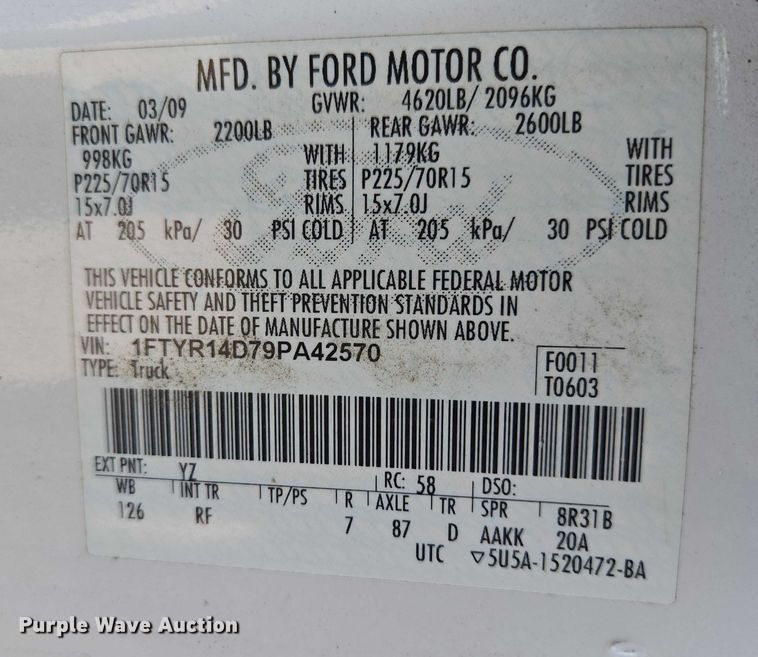 MFD. BY FORD MOTOR CO.
DATE: 03/09 GVWR: 4620LB/ 2096KG
FRONT GAWR: 2200LB REAR GAWR: 2600LB
998KG WITH 1179KG WITH
P225/70R15 TIRES P225/70R15 TIRES
15x7.0J RIMS 15x7.0J RIMS
AT 205 kPa/ 30 PSI COLD AT 205 kPa/ 30 PSI COLD
THIS VEHICLE CONFORMS TO ALL APPLICABLE FEDERAL MOTOR
VEHICLE SAFETY AND THEFT PREVENTION STANDARDS IN
EFFECT ON THE DATE OF MANUFACTURE SHOWN ABOVE.
VIN: 1FTYR14D79PA42570
TYPE: Truck
F0011
T0603
EXT PNT: YZ RC: 58 DSO:
WB INT TR TP/PS R AXLE TR SPR 8R31B
126 RF 7 87 D AAKK 20A
UTC ▽5U5A-1520472-BA
Purple Wave Auction